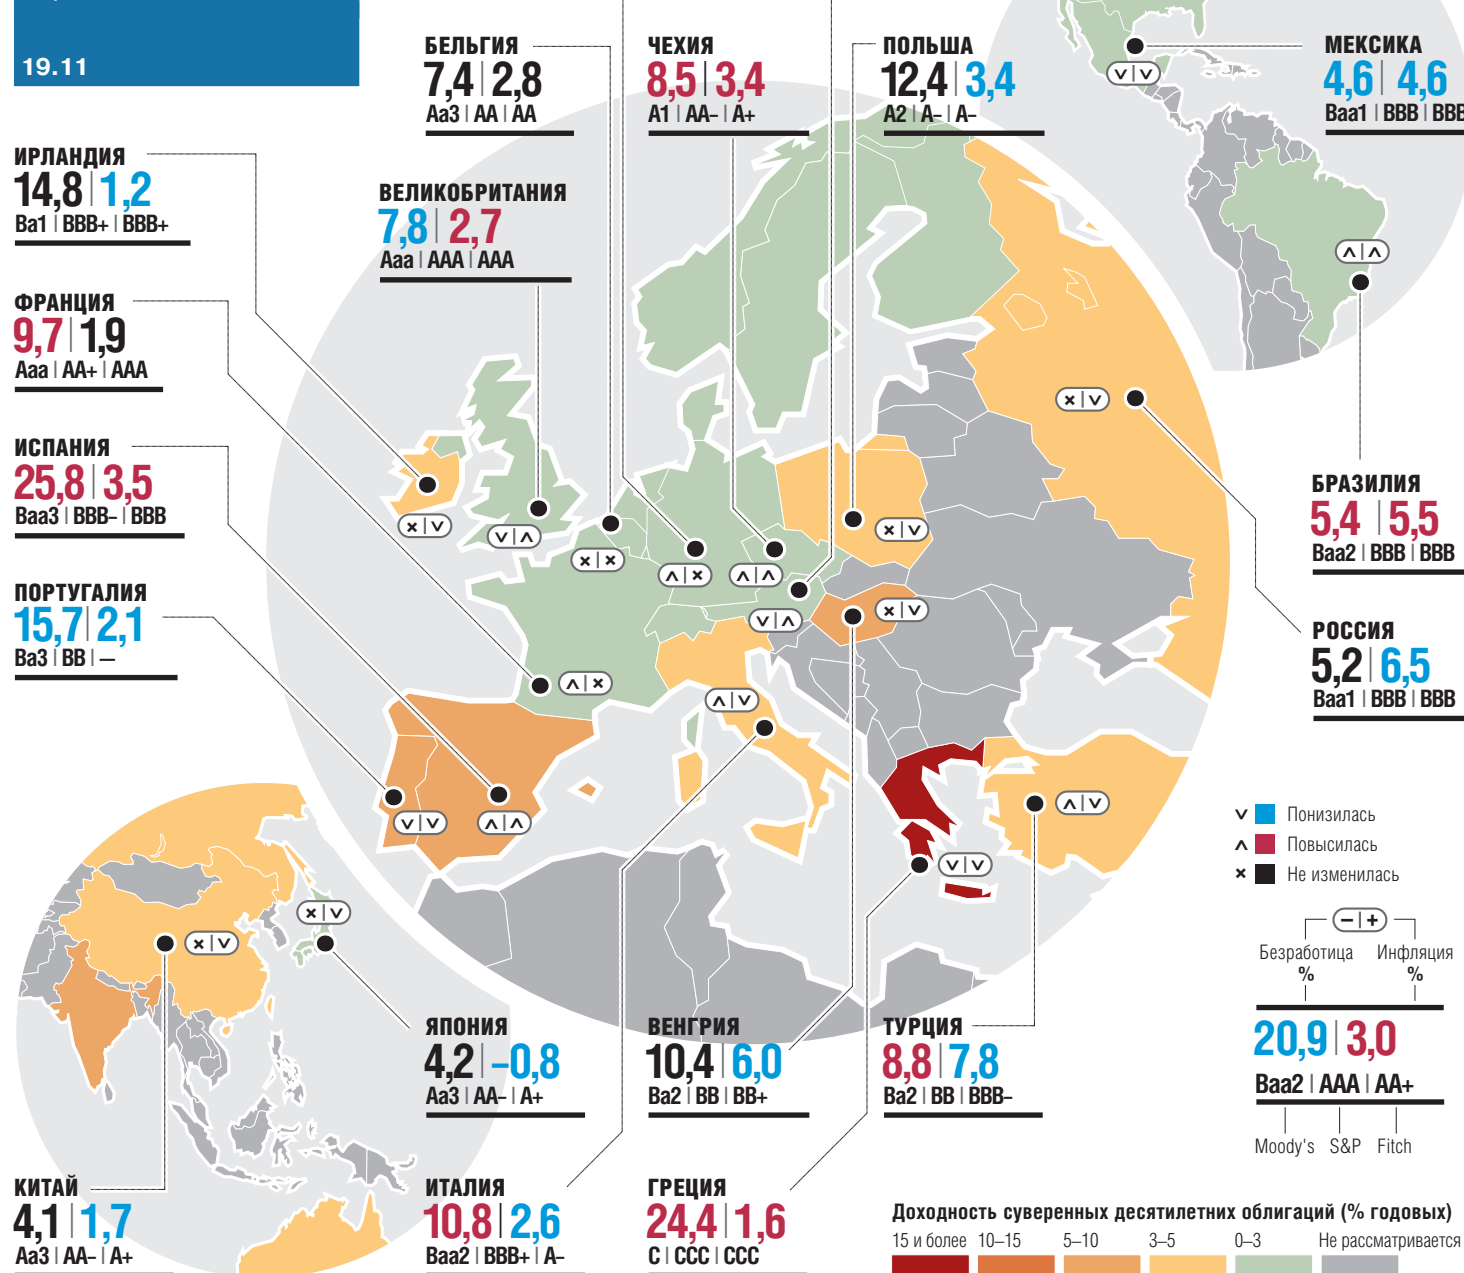 19.11
БЕЛЬГИЯ
7,4 | 2,8
Aa3 | AA | AA
ЧЕХИЯ
8,5 | 3,4
A1 | AA– | A+
ПОЛЬША
12,4 | 3,4
A2 | A– | A–
МЕКСИКА
4,6 | 4,6
Baa1 | BBB | BBB
ИРЛАНДИЯ
14,8 | 1,2
Ba1 | BBB+ | BBB+
ВЕЛИКОБРИТАНИЯ
7,8 | 2,7
Aaa | AAA | AAA
ФРАНЦИЯ
9,7 | 1,9
Aaa | AA+ | AAA
ИСПАНИЯ
25,8 | 3,5
Baa3 | BBB– | BBB
БРАЗИЛИЯ
5,4 | 5,5
Baa2 | BBB | BBB
ПОРТУГАЛИЯ
15,7 | 2,1
Ba3 | BB | —
РОССИЯ
5,2 | 6,5
Baa1 | BBB | BBB
Понизилась
Повысилась
Не изменилась
– | +
Безработица Инфляция
% %
20,9 | 3,0
Baa2 | AAA | AA+
Moody's S&P Fitch
ЯПОНИЯ
4,2 | –0,8
Aa3 | AA– | A+
ВЕНГРИЯ
10,4 | 6,0
Ba2 | BB | BB+
ТУРЦИЯ
8,8 | 7,8
Ba2 | BB | BBB–
КИТАЙ
4,1 | 1,7
Aa3 | AA– | A+
ИТАЛИЯ
10,8 | 2,6
Baa2 | BBB+ | A–
ГРЕЦИЯ
24,4 | 1,6
C | CCC | CCC
Доходность суверенных десятилетних облигаций (% годовых)
15 и более 10–15 5–10 3–5 0–3 Не рассматривается